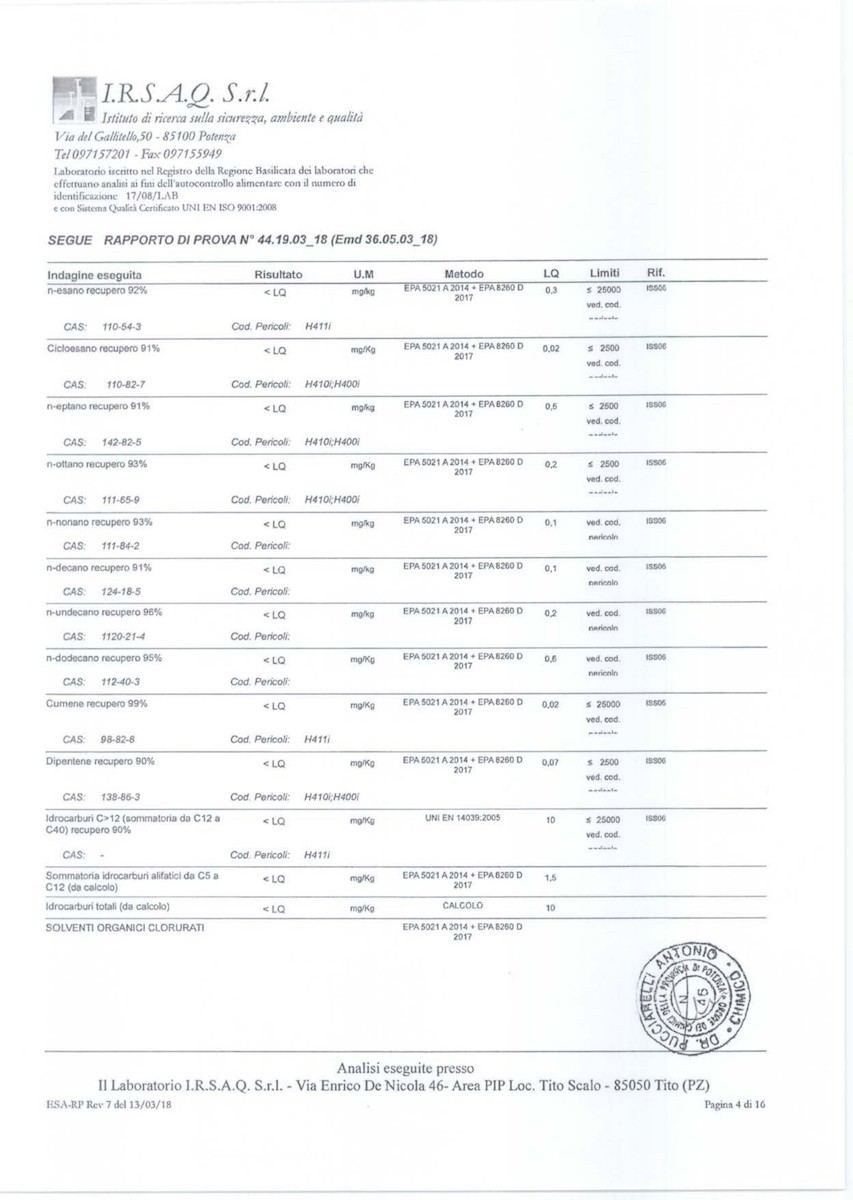 I.R.S.A.Q. S.r.l.
Istituto di ricerca sulla sicurezza, ambiente e qualità
Via del Gallitello,50 - 85100 Potenza
Tel 097157201 - Fax 097155949
Laboratorio iscritto nel Registro della Regione Basilicata dei laboratori che
effettuano analisi ai fini dell'autocontrollo alimentare con il numero di
identificazione 17/08/LAB
e con Sistema Qualità Certificato UNI EN ISO 9001:2008
SEGUE RAPPORTO DI PROVA N° 44.19.03_18 (Emd 36.05.03_18)
Indagine eseguita Risultato U.M Metodo LQ Limiti Rif.
n-esano recupero 92% < LQ mg/kg EPA 5021 A 2014 + EPA 8260 D 0,3 ≤ 25000 ISS06
2017 ved. cod.
CAS: 110-54-3 Cod. Pericoli: H411i
Cicloesano recupero 91% < LQ mg/Kg EPA 5021 A 2014 + EPA 8260 D 0,02 ≤ 2500 ISS06
2017 ved. cod.
CAS: 110-82-7 Cod. Pericoli: H410i;H400i
n-eptano recupero 91% < LQ mg/kg EPA 5021 A 2014 + EPA 8260 D 0,5 ≤ 2500 ISS06
2017 ved. cod.
CAS: 142-82-5 Cod. Pericoli: H410i;H400i
n-ottano recupero 93% < LQ mg/Kg EPA 5021 A 2014 + EPA 8260 D 0,2 ≤ 2500 ISS06
2017 ved. cod.
CAS: 111-65-9 Cod. Pericoli: H410i;H400i
n-nonano recupero 93% < LQ mg/kg EPA 5021 A 2014 + EPA 8260 D 0,1 ved. cod. ISS06
2017 pericolo
CAS: 111-84-2 Cod. Pericoli:
n-decano recupero 91% < LQ mg/kg EPA 5021 A 2014 + EPA 8260 D 0,1 ved. cod. ISS06
2017 pericolo
CAS: 124-18-5 Cod. Pericoli:
n-undecano recupero 96% < LQ mg/Kg EPA 5021 A 2014 + EPA 8260 D 0,2 ved. cod. ISS06
2017 pericolo
CAS: 1120-21-4 Cod. Pericoli:
n-dodecano recupero 95% < LQ mg/Kg EPA 5021 A 2014 + EPA 8260 D 0,6 ved. cod. ISS06
2017 pericolo
CAS: 112-40-3 Cod. Pericoli:
Cumene recupero 99% < LQ mg/Kg EPA 5021 A 2014 + EPA 8260 D 0,02 ≤ 25000 ISS06
2017 ved. cod.
CAS: 98-82-8 Cod. Pericoli: H411i
Dipentene recupero 90% < LQ mg/Kg EPA 5021 A 2014 + EPA 8260 D 0,07 ≤ 2500 ISS06
2017 ved. cod.
CAS: 138-86-3 Cod. Pericoli: H410i;H400i
Idrocarburi C>12 (sommatoria da C12 a < LQ mg/Kg UNI EN 14039:2005 10 ≤ 25000 ISS06
C40) recupero 90% ved. cod.
CAS: - Cod. Pericoli: H411i
Sommatoria idrocarburi alifatici da C5 a < LQ mg/Kg EPA 5021 A 2014 + EPA 8260 D 1,5
C12 (da calcolo) 2017
Idrocarburi totali (da calcolo) < LQ mg/Kg CALCOLO 10
SOLVENTI ORGANICI CLORURATI EPA 5021 A 2014 + EPA 8260 D
2017
DR. PUCCIARELLI ANTONIO · CHIMICO ·
ORDINE DEI CHIMICI DELLA PROVINCIA DI POTENZA
N
Analisi eseguite presso
Il Laboratorio I.R.S.A.Q. S.r.l. - Via Enrico De Nicola 46- Area PIP Loc. Tito Scalo - 85050 Tito (PZ)
ESA-RP Rev 7 del 13/03/18 Pagina 4 di 16